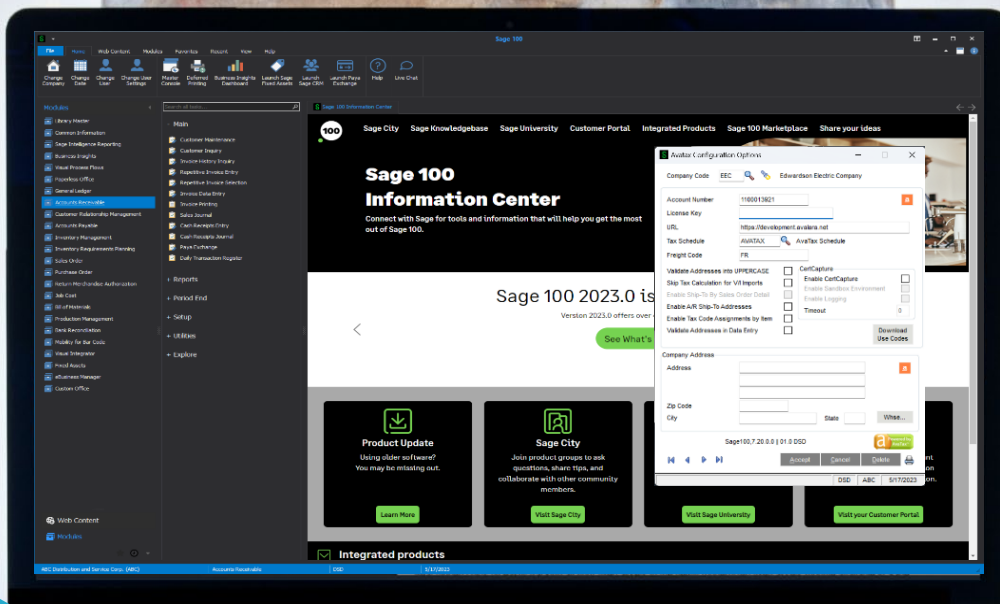 Sage 100
File Home Web Content Modules Favorites Recent View Help
Change Company
Change Date
Change User
Change User Settings
Master Console
Deferred Printing
Business Insights Dashboard
Launch Sage Fixed Assets
Launch Sage CRM
Launch Paya Exchange
Help
Live Chat
Modules
Library Master
Common Information
Sage Intelligence Reporting
Business Insights
Visual Process Flows
Paperless Office
General Ledger
Accounts Receivable
Customer Relationship Management
Accounts Payable
Inventory Management
Inventory Requirements Planning
Sales Order
Purchase Order
Return Merchandise Authorization
Job Cost
Bill of Materials
Production Management
Bank Reconciliation
Mobility for Bar Code
Visual Integrator
Fixed Assets
eBusiness Manager
Custom Office
Web Content
Modules
Search all tasks...
- Main
Customer Maintenance
Customer Inquiry
Invoice History Inquiry
Repetitive Invoice Entry
Repetitive Invoice Selection
Invoice Data Entry
Invoice Printing
Sales Journal
Cash Receipts Entry
Cash Receipts Journal
Paya Exchange
Daily Transaction Register
+ Reports
+ Period End
+ Setup
+ Utilities
+ Explore
Sage 100 Information Center
100 Sage City Sage Knowledgebase Sage University Customer Portal Integrated Products Sage 100 Marketplace Share your ideas
Sage 100
Information Center
Connect with Sage for tools and information that will help you get the most
out of Sage 100.
Sage 100 2023.0 is
Version 2023.0 offers over
See What's
Product Update
Using older software?
You may be missing out.
Learn More
Sage City
Join product groups to ask
questions, share tips, and
collaborate with other community
members.
Visit Sage City
Visit Sage University
Visit your Customer Portal
Integrated products
Avatax Configuration Options
Company Code EEC Edwardson Electric Company
Account Number 1100013821
License Key
URL https://development.avalara.net
Tax Schedule AVATAX AvaTax Schedule
Freight Code FR
Validate Addresses into UPPERCASE
Skip Tax Calculation for V/I Imports
Enable Ship-To By Sales Order Detail
Enable A/R Ship-To Addresses
Enable Tax Code Assignments by Item
Validate Addresses in Data Entry
CertCapture
Enable CertCapture
Enable Sandbox Environment
Enable Logging
Timeout 0
Download Use Codes
Company Address
Address
Zip Code
City State Whse...
Sage100,7.20.0.0 | 01.0 DSD
Accept Cancel Delete
DSD ABC 5/17/2023
ABC Distribution and Service Corp. (ABC) Accounts Receivable DSD 5/17/2023